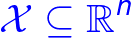 𝒳 ⊆ ℝⁿ